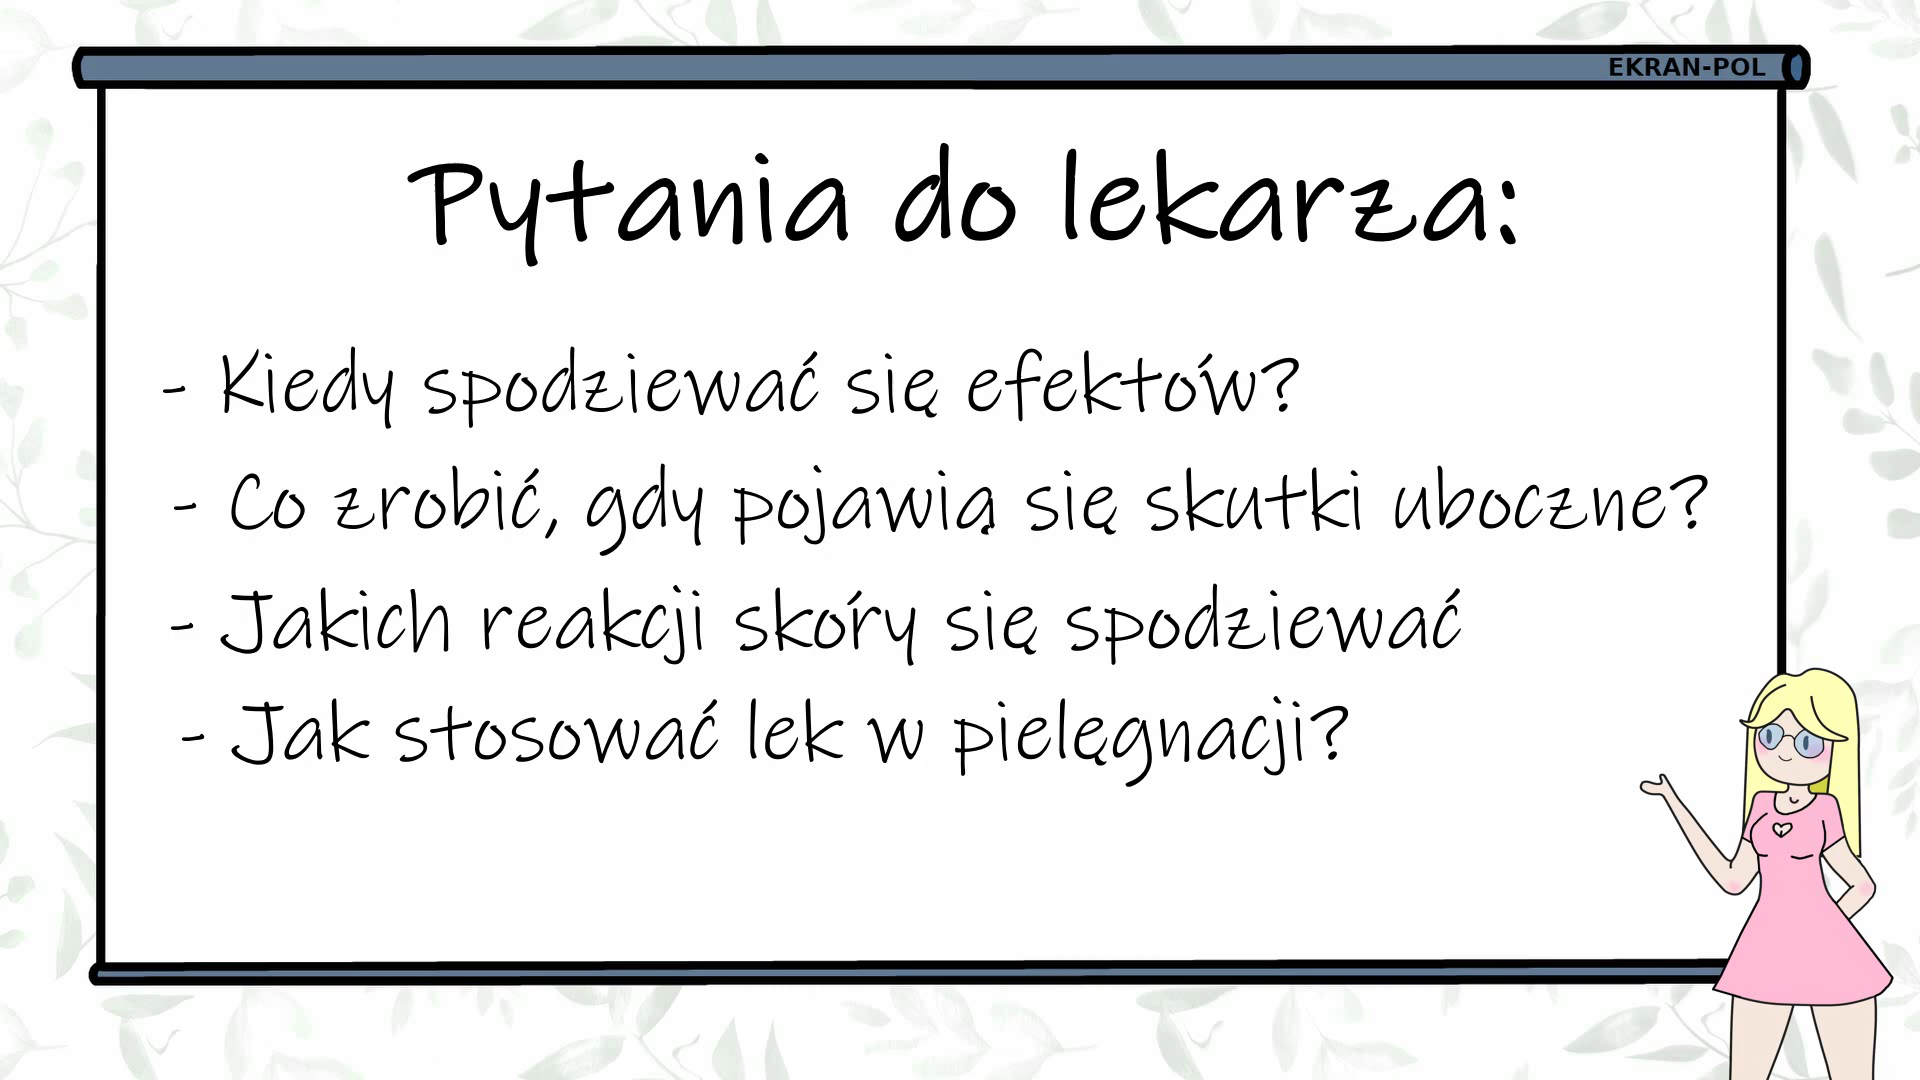 EKRAN-POL
Pytania do lekarza:
- Kiedy spodziewać się efektów?
- Co zrobić, gdy pojawią się skutki uboczne?
- Jakich reakcji skóry się spodziewać
- Jak stosować lek w pielęgnacji?